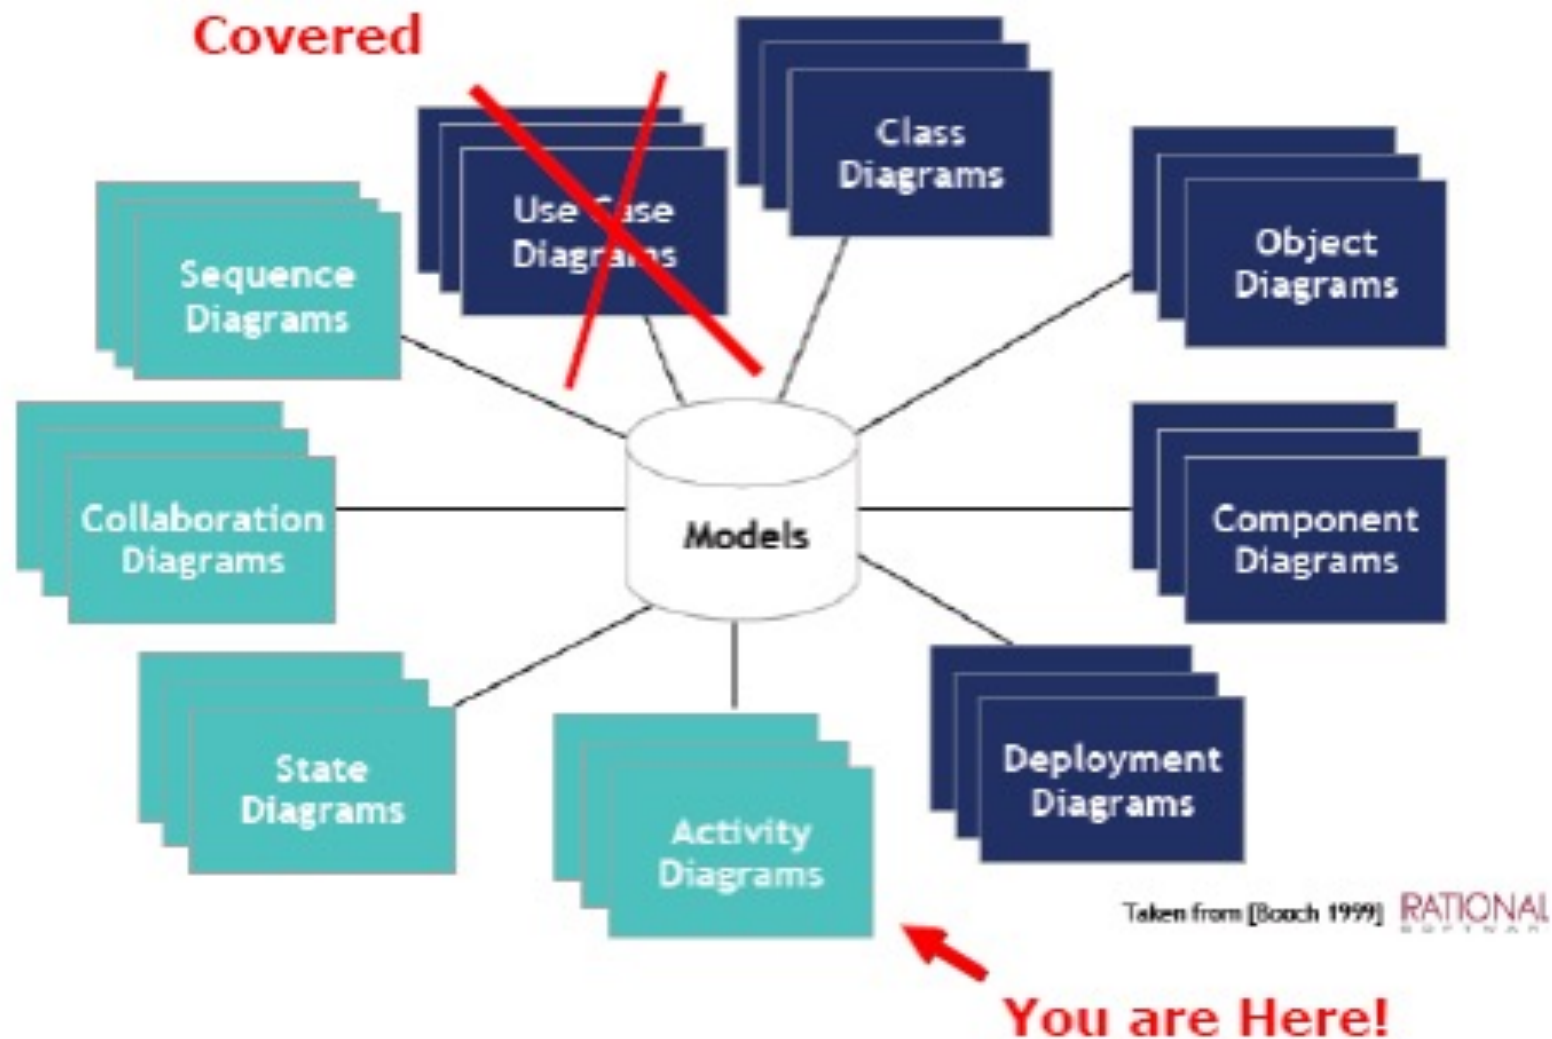 Covered
Class
Diagrams
Use Case
Diagrams
Object
Diagrams
Sequence
Diagrams
Collaboration
Diagrams
Models
Component
Diagrams
State
Diagrams
Activity
Diagrams
Deployment
Diagrams
Taken from [Booch 1999]
RATIONAL
You are Here!